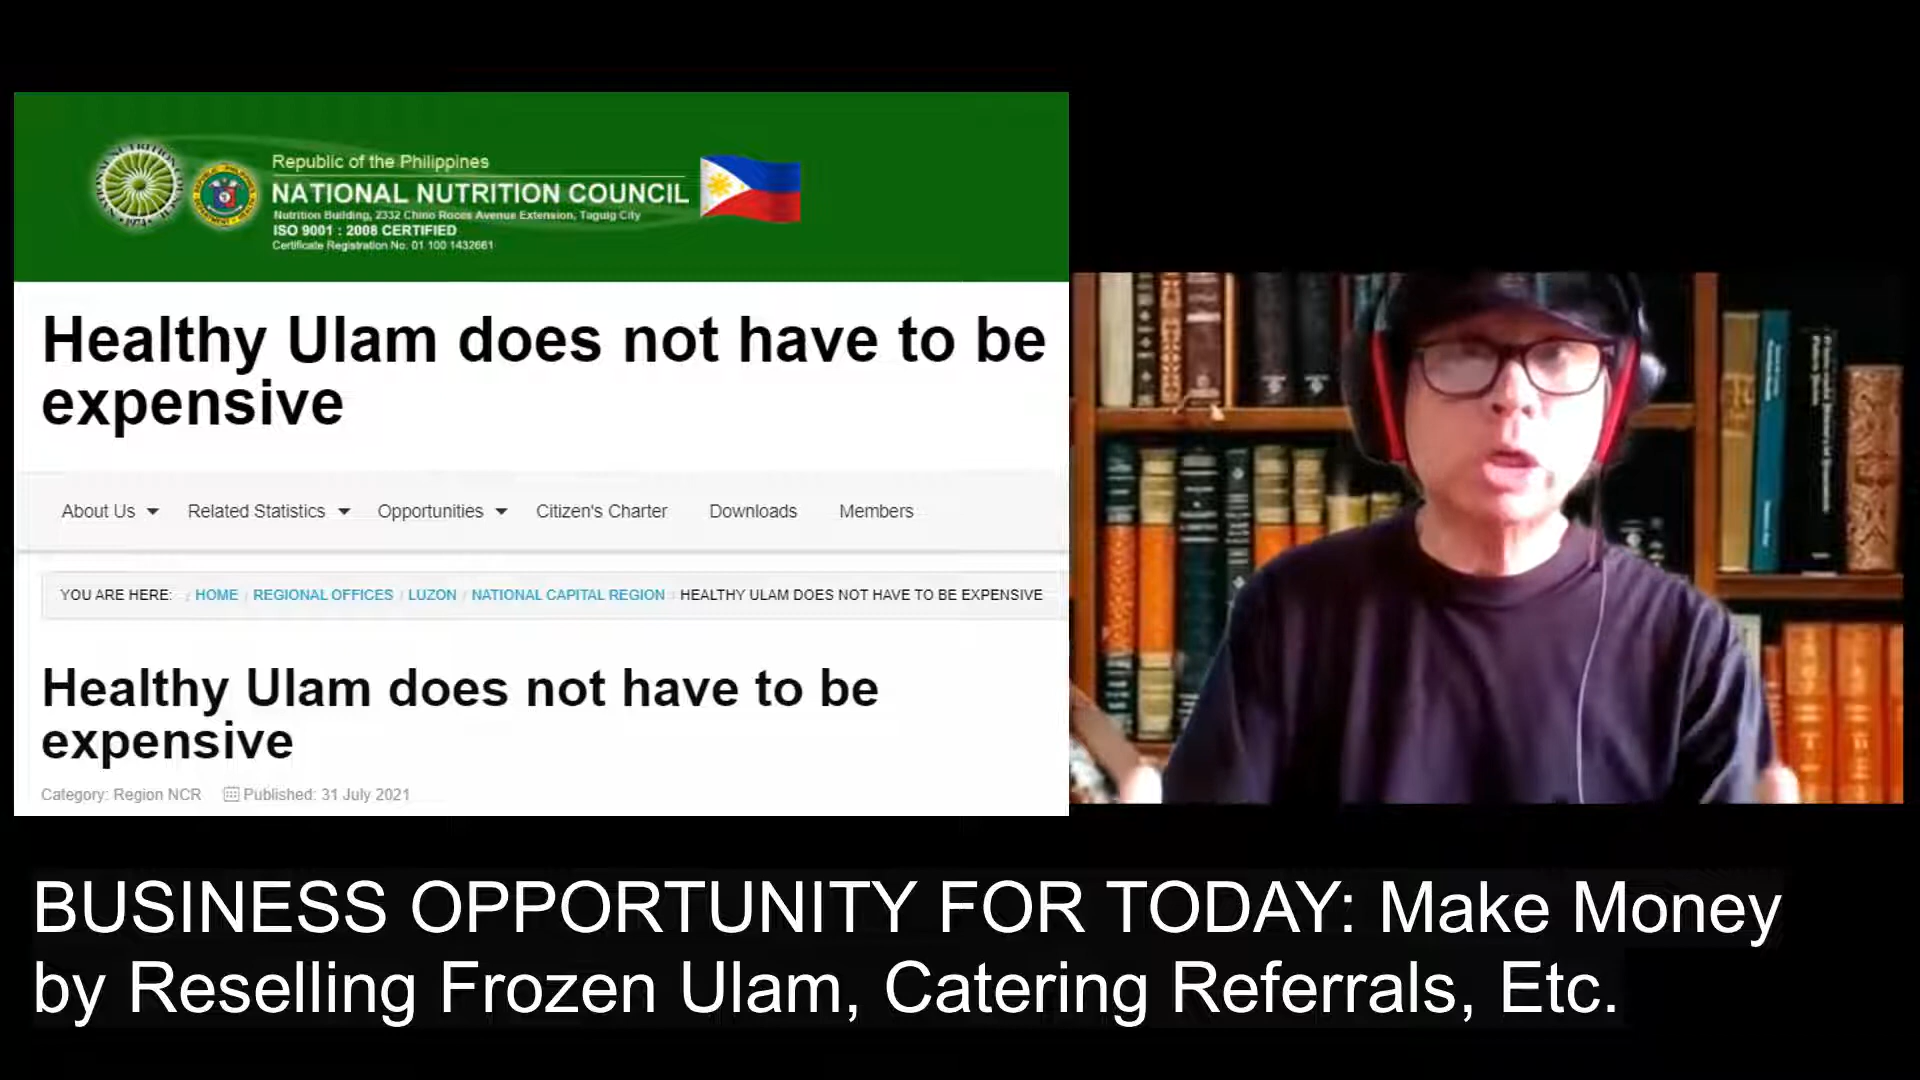 Republic of the Philippines
NATIONAL NUTRITION COUNCIL
Nutrition Building, 2332 Chino Roces Avenue Extension, Taguig City
ISO 9001 : 2008 CERTIFIED
Certificate Registration No. 01 100 1432661
Healthy Ulam does not have to be
expensive
About Us Related Statistics Opportunities Citizen's Charter Downloads Members
YOU ARE HERE: / HOME / REGIONAL OFFICES / LUZON / NATIONAL CAPITAL REGION / HEALTHY ULAM DOES NOT HAVE TO BE EXPENSIVE
Healthy Ulam does not have to be
expensive
Category: Region NCR Published: 31 July 2021
BUSINESS OPPORTUNITY FOR TODAY: Make Money
by Reselling Frozen Ulam, Catering Referrals, Etc.